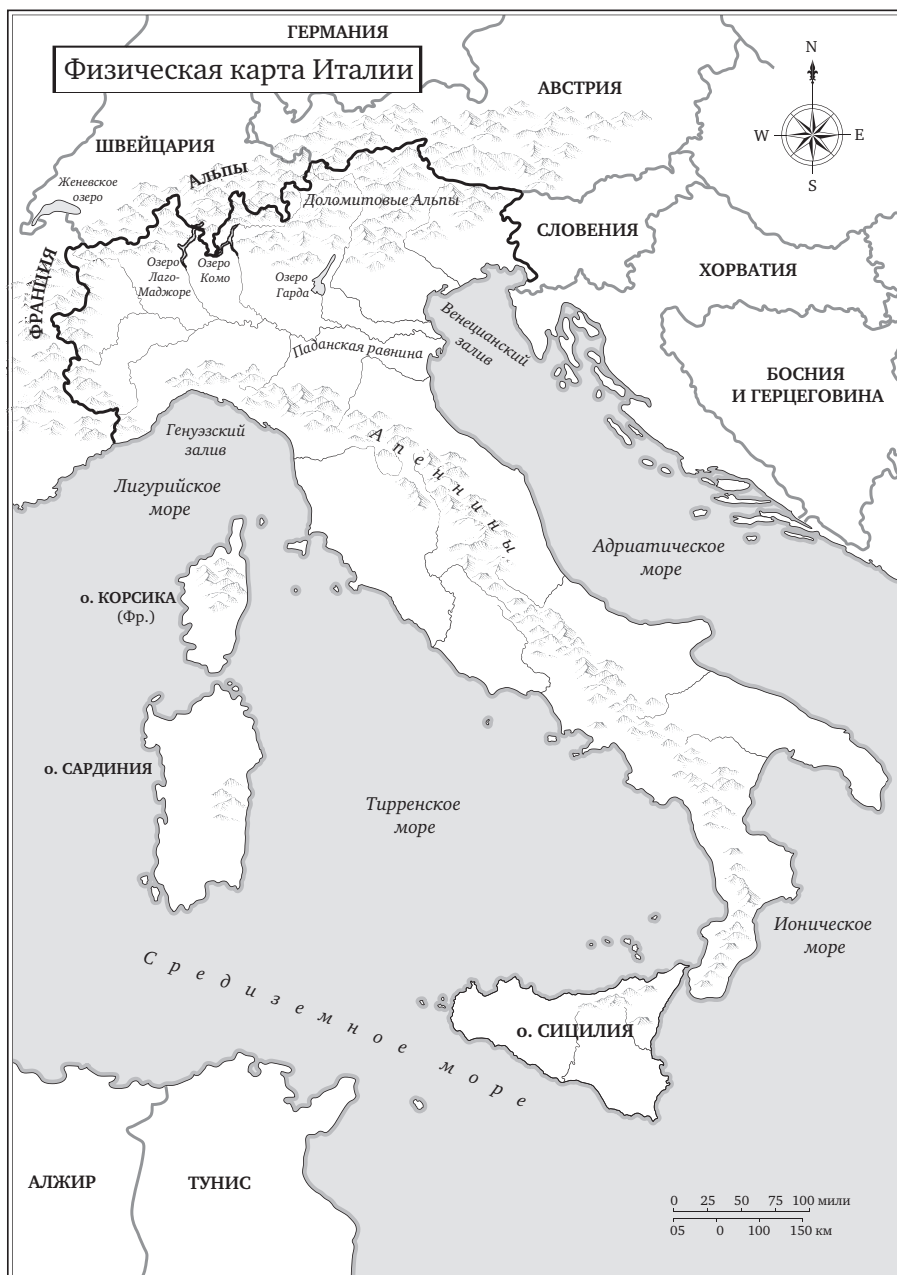 ГЕРМАНИЯ
Физическая карта Италии
АВСТРИЯ
N
W
E
S
ШВЕЙЦАРИЯ
Альпы
Женевское
озеро
Доломитовые Альпы
СЛОВЕНИЯ
ХОРВАТИЯ
ФРАНЦИЯ
Озеро
Лаго-
Маджоре
Озеро
Комо
Озеро
Гарда
Венецианский
залив
Паданская равнина
БОСНИЯ
И ГЕРЦЕГОВИНА
Генуэзский
залив
Апеннины
Лигурийское
море
Адриатическое
море
о. КОРСИКА
(Фр.)
о. САРДИНИЯ
Тирренское
море
Ионическое
море
Средиземное море
о. СИЦИЛИЯ
АЛЖИР
ТУНИС
0 25 50 75 100 мили
05 0 100 150 км